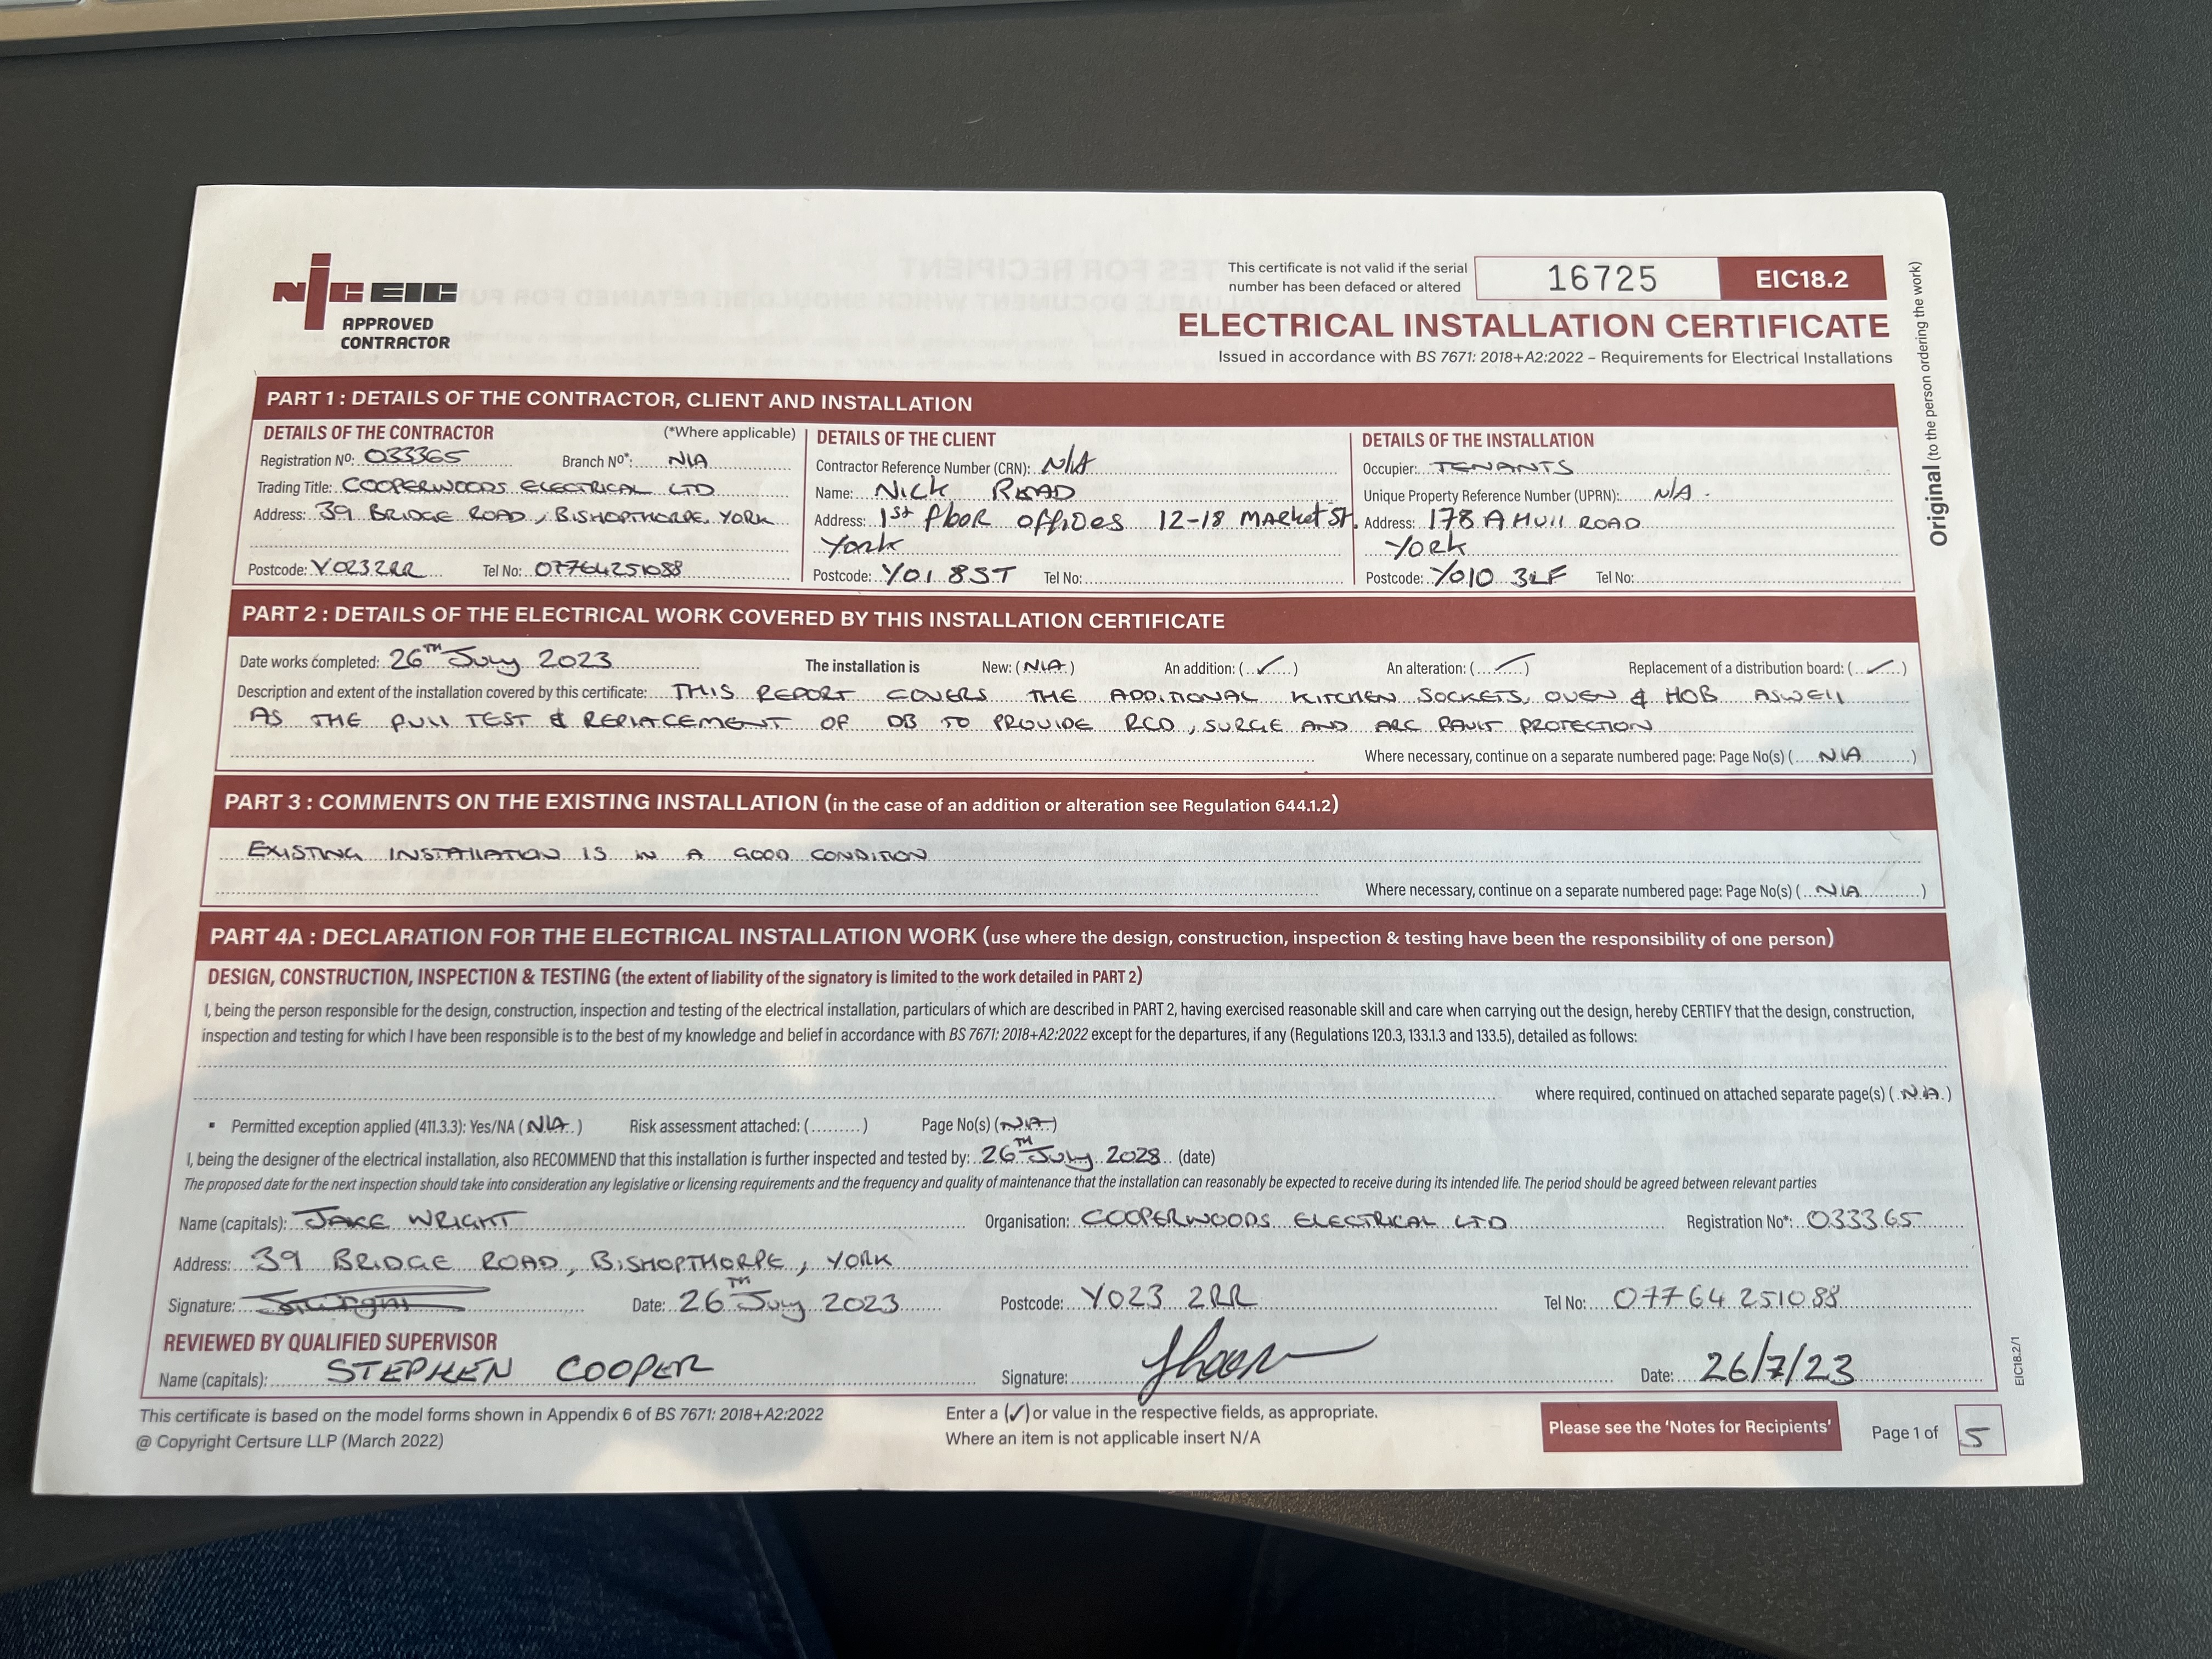 NICEIC
APPROVED
CONTRACTOR
This certificate is not valid if the serial
number has been defaced or altered
16725
EIC18.2
ELECTRICAL INSTALLATION CERTIFICATE
Issued in accordance with BS 7671: 2018+A2:2022 – Requirements for Electrical Installations
Original (to the person ordering the work)
PART 1 : DETAILS OF THE CONTRACTOR, CLIENT AND INSTALLATION
DETAILS OF THE CONTRACTOR (*Where applicable)
Registration No: 033365 Branch No*: N/A
Trading Title: COOPERWOODS ELECTRICAL LTD
Address: 39 BRIDGE ROAD, BISHOPTHORPE, YORK
Postcode: YO23 2RR Tel No: 07764251088
DETAILS OF THE CLIENT
Contractor Reference Number (CRN): N/A
Name: NICK
Address: 1st floor offices 12-18 MARKET ST.
York
Postcode: YO1 8ST Tel No:
DETAILS OF THE INSTALLATION
Occupier: TENANTS
Unique Property Reference Number (UPRN): N/A
Address: 178 A HUll ROAD
YORK
Postcode: YO10 3LF Tel No:
PART 2 : DETAILS OF THE ELECTRICAL WORK COVERED BY THIS INSTALLATION CERTIFICATE
Date works completed: 26TH July 2023 The installation is New: (N/A) An addition: (✓) An alteration: (✓) Replacement of a distribution board: (✓)
Description and extent of the installation covered by this certificate: THIS REPORT COVERS THE ADDITIONAL KITCHEN SOCKETS, OVEN & HOB ASWEll
AS THE FUll TEST & REPlACEMENT OF DB TO PROVIDE RCD, SURGE AND ARC FAULT PROTECTION
Where necessary, continue on a separate numbered page: Page No(s) (N/A)
PART 3 : COMMENTS ON THE EXISTING INSTALLATION (in the case of an addition or alteration see Regulation 644.1.2)
EXISTING INSTAllATION IS IN A GOOD CONDITION
Where necessary, continue on a separate numbered page: Page No(s) (N/A)
PART 4A : DECLARATION FOR THE ELECTRICAL INSTALLATION WORK (use where the design, construction, inspection & testing have been the responsibility of one person)
DESIGN, CONSTRUCTION, INSPECTION & TESTING (the extent of liability of the signatory is limited to the work detailed in PART 2)
I, being the person responsible for the design, construction, inspection and testing of the electrical installation, particulars of which are described in PART 2, having exercised reasonable skill and care when carrying out the design, hereby CERTIFY that the design, construction,
inspection and testing for which I have been responsible is to the best of my knowledge and belief in accordance with BS 7671: 2018+A2:2022 except for the departures, if any (Regulations 120.3, 133.1.3 and 133.5), detailed as follows:
where required, continued on attached separate page(s) (N/A)
▪ Permitted exception applied (411.3.3): Yes/NA (N/A) Risk assessment attached: ( ) Page No(s) (N/A)
I, being the designer of the electrical installation, also RECOMMEND that this installation is further inspected and tested by: 26TH July 2028 (date)
The proposed date for the next inspection should take into consideration any legislative or licensing requirements and the frequency and quality of maintenance that the installation can reasonably be expected to receive during its intended life. The period should be agreed between relevant parties
Name (capitals): JAKE WRIGHT Organisation: COOPERWOODS ELECTRICAL LTD Registration No*: 033365
Address: 39 BRIDGE ROAD, BISHOPTHORPE, YORK
Signature: Date: 26TH July 2023 Postcode: YO23 2RR Tel No: 07764 251088
REVIEWED BY QUALIFIED SUPERVISOR
Name (capitals): STEPHEN COOPER Signature: Date: 26/7/23
EIC18.2/1
This certificate is based on the model forms shown in Appendix 6 of BS 7671: 2018+A2:2022
@ Copyright Certsure LLP (March 2022)
Enter a (✓) or value in the respective fields, as appropriate.
Where an item is not applicable insert N/A
Please see the 'Notes for Recipients'
Page 1 of 5